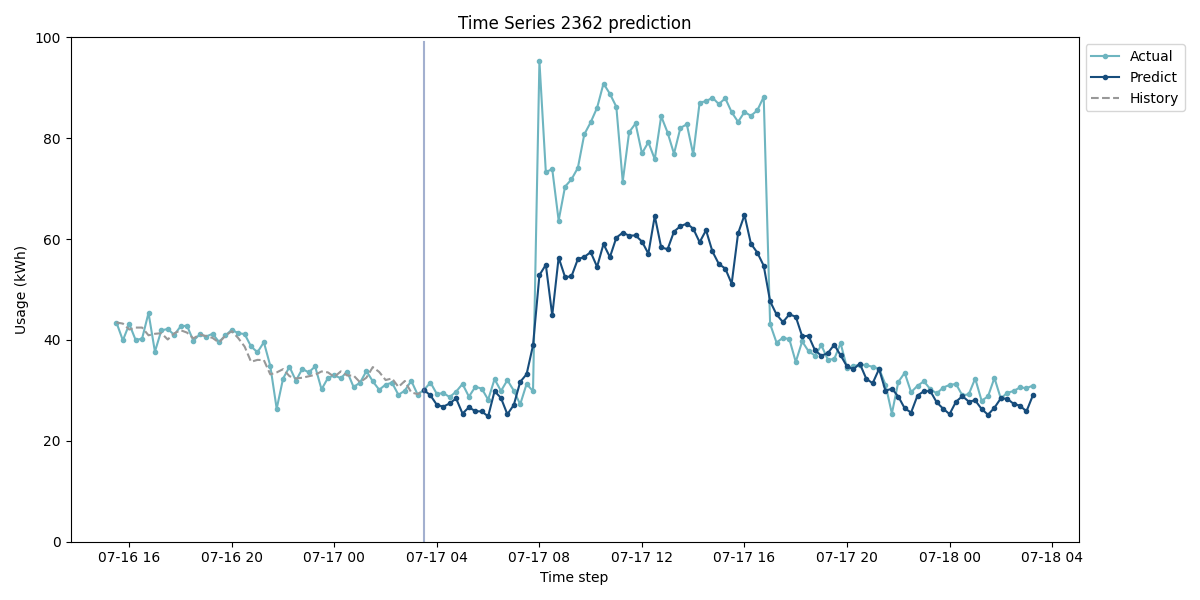 Time Series 2362 prediction
100
80
60
40
20
0
Usage (kWh)
07-16 16
07-16 20
07-17 00
07-17 04
07-17 08
07-17 12
07-17 16
07-17 20
07-18 00
07-18 04
Time step
Actual
Predict
History